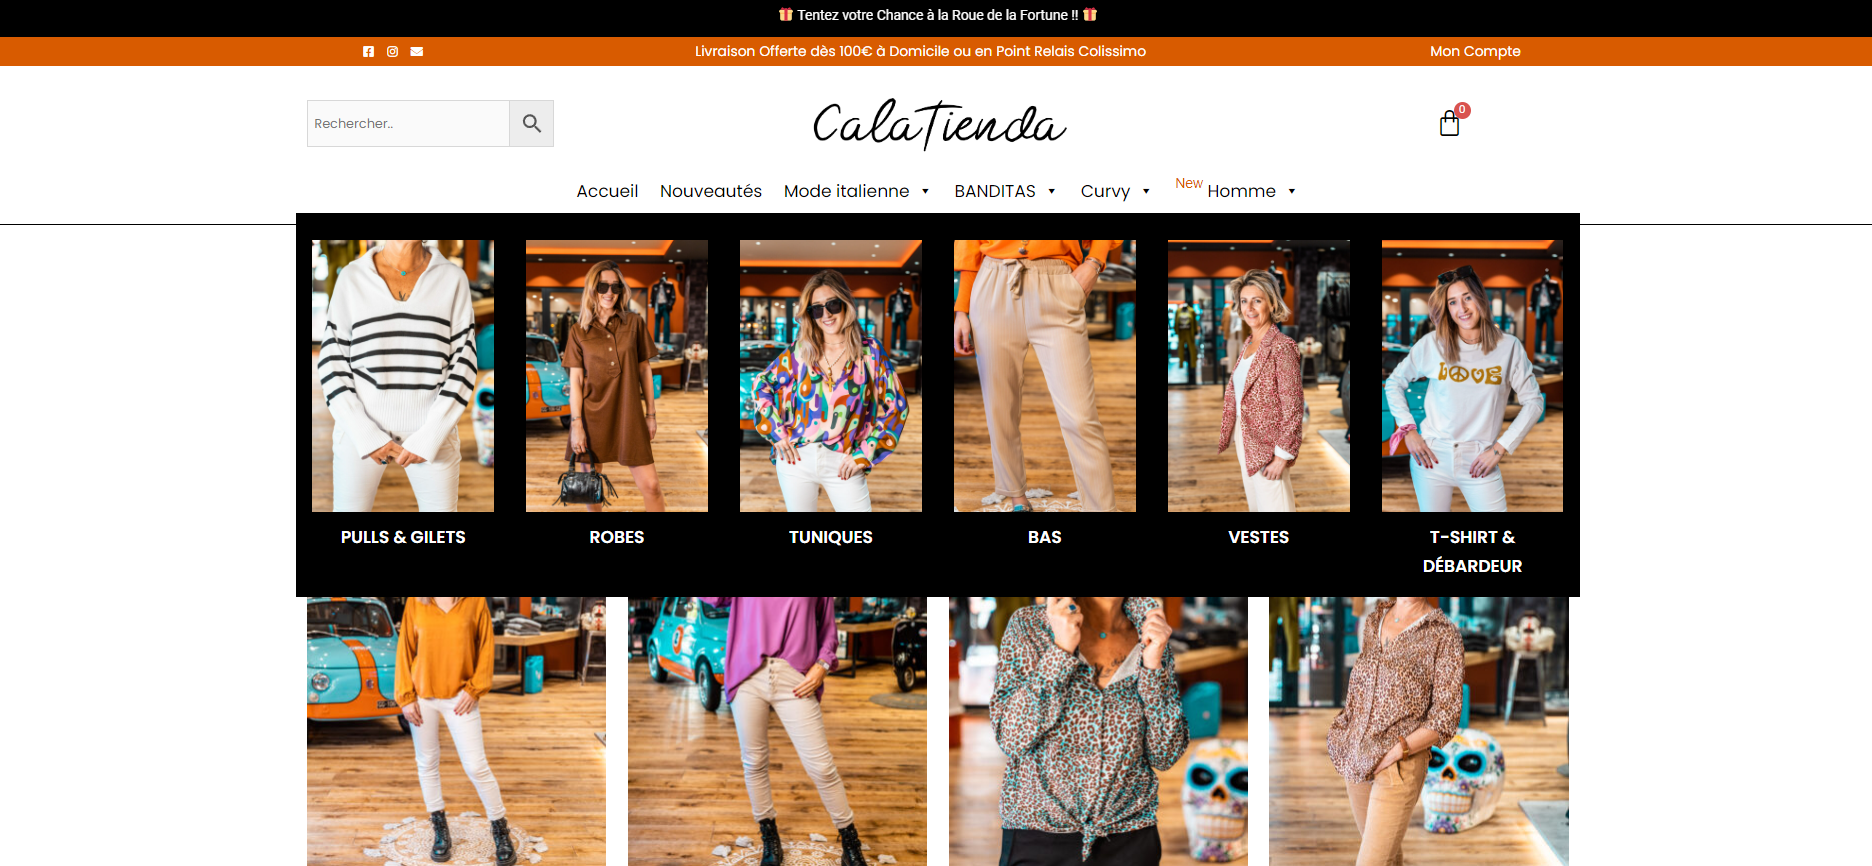 Tentez votre Chance à la Roue de la Fortune !!
Livraison Offerte dès 100€ à Domicile ou en Point Relais Colissimo
Mon Compte
Rechercher..
CalaTienda
0
Accueil
Nouveautés
Mode italienne
BANDITAS
Curvy
New
Homme
LOVE
PULLS & GILETS
ROBES
TUNIQUES
BAS
VESTES
T-SHIRT &
DÉBARDEUR